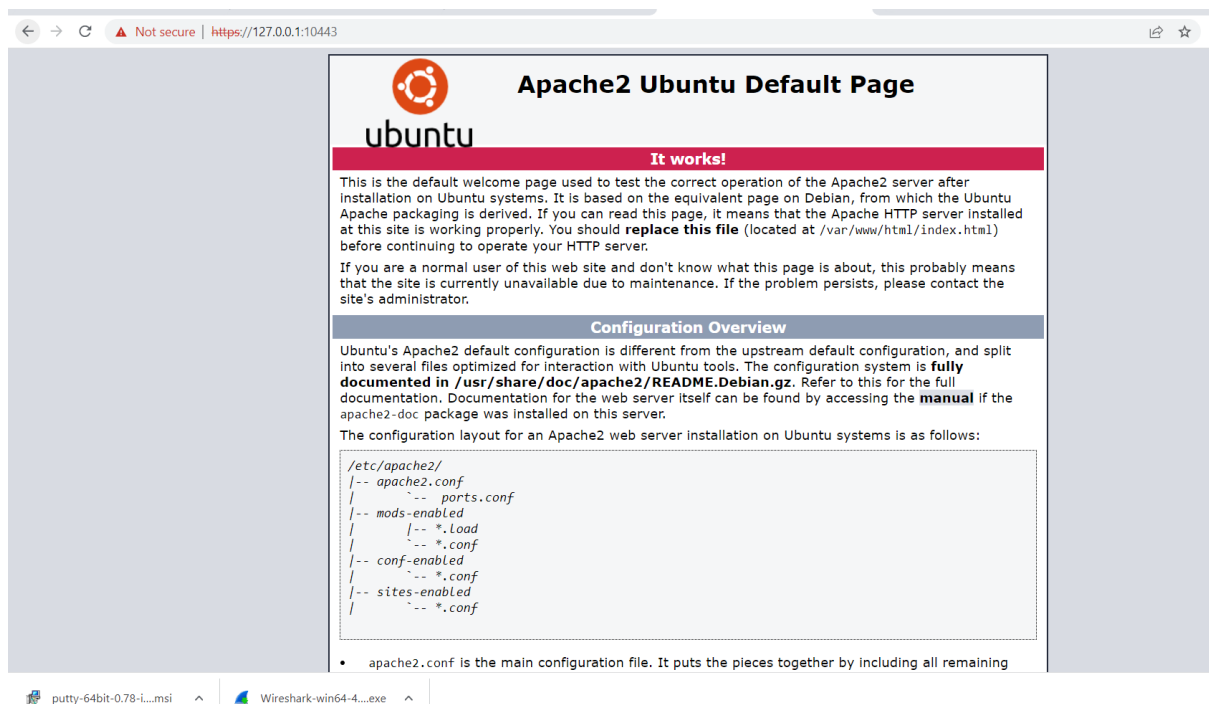 Not secure | https://127.0.0.1:10443
ubuntu
Apache2 Ubuntu Default Page
It works!
This is the default welcome page used to test the correct operation of the Apache2 server after
installation on Ubuntu systems. It is based on the equivalent page on Debian, from which the Ubuntu
Apache packaging is derived. If you can read this page, it means that the Apache HTTP server installed
at this site is working properly. You should replace this file (located at /var/www/html/index.html)
before continuing to operate your HTTP server.
If you are a normal user of this web site and don't know what this page is about, this probably means
that the site is currently unavailable due to maintenance. If the problem persists, please contact the
site's administrator.
Configuration Overview
Ubuntu's Apache2 default configuration is different from the upstream default configuration, and split
into several files optimized for interaction with Ubuntu tools. The configuration system is fully
documented in /usr/share/doc/apache2/README.Debian.gz. Refer to this for the full
documentation. Documentation for the web server itself can be found by accessing the manual if the
apache2-doc package was installed on this server.
The configuration layout for an Apache2 web server installation on Ubuntu systems is as follows:
/etc/apache2/
|-- apache2.conf
|       `--  ports.conf
|-- mods-enabled
|       |-- *.load
|       `-- *.conf
|-- conf-enabled
|       `-- *.conf
|-- sites-enabled
|       `-- *.conf
• apache2.conf is the main configuration file. It puts the pieces together by including all remaining
putty-64bit-0.78-i....msi
Wireshark-win64-4....exe